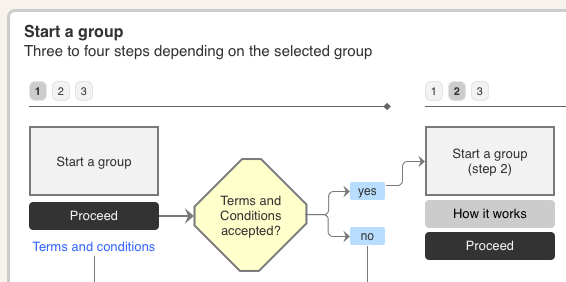 Start a group
Three to four steps depending on the selected group
1 2 3
1 2 3
Start a group
Proceed
Terms and conditions
Terms and
Conditions
accepted?
yes
no
Start a group
(step 2)
How it works
Proceed